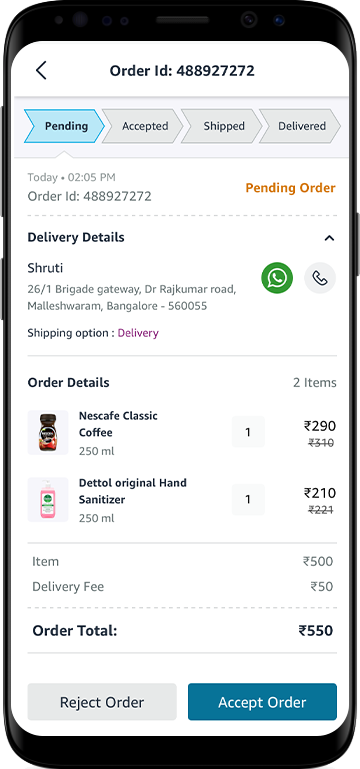 Order Id: 488927272
Pending
Accepted
Shipped
Delivered
Today • 02:05 PM
Order Id: 488927272
Pending Order
Delivery Details
Shruti
26/1 Brigade gateway, Dr Rajkumar road,
Malleshwaram, Bangalore - 560055
Shipping option : Delivery
Order Details
2 Items
Nescafe Classic
Coffee
250 ml
1
₹290
₹310
Dettol original Hand
Sanitizer
250 ml
1
₹210
₹221
Item
₹500
Delivery Fee
₹50
Order Total:
₹550
Reject Order
Accept Order